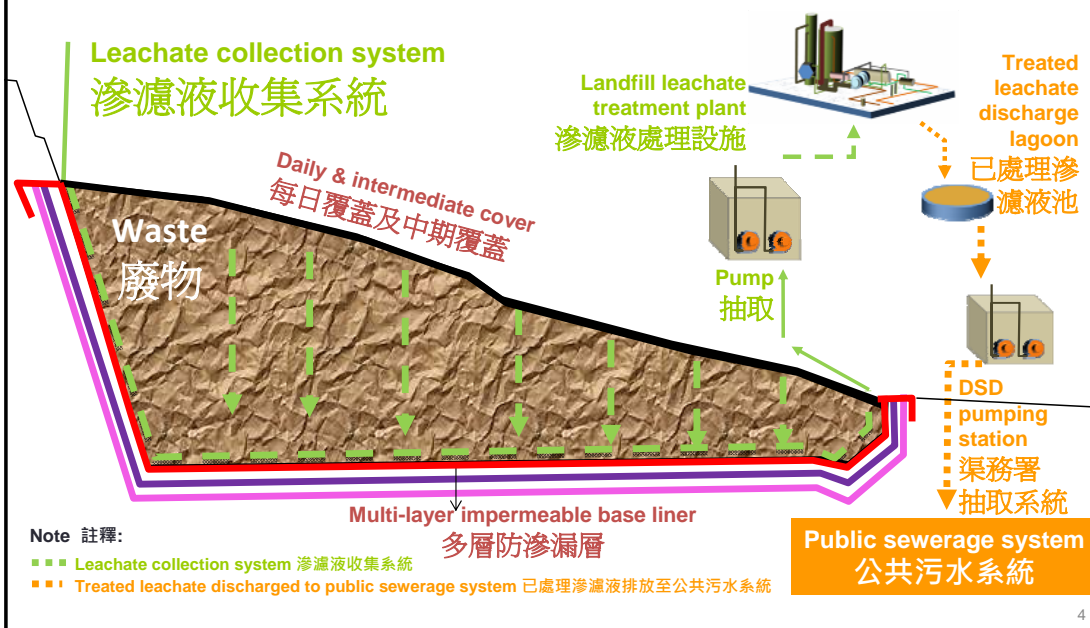 Leachate collection system
滲濾液收集系統
Landfill leachate
treatment plant
滲濾液處理設施
Treated
leachate
discharge
lagoon
已處理滲
濾液池
Daily & intermediate cover
每日覆蓋及中期覆蓋
Waste
廢物
Pump
抽取
DSD
pumping
station
渠務署
抽取系統
Multi-layer impermeable base liner
多層防滲漏層
Public sewerage system
公共污水系統
Note 註釋:
Leachate collection system 滲濾液收集系統
Treated leachate discharged to public sewerage system 已處理滲濾液排放至公共污水系統
4